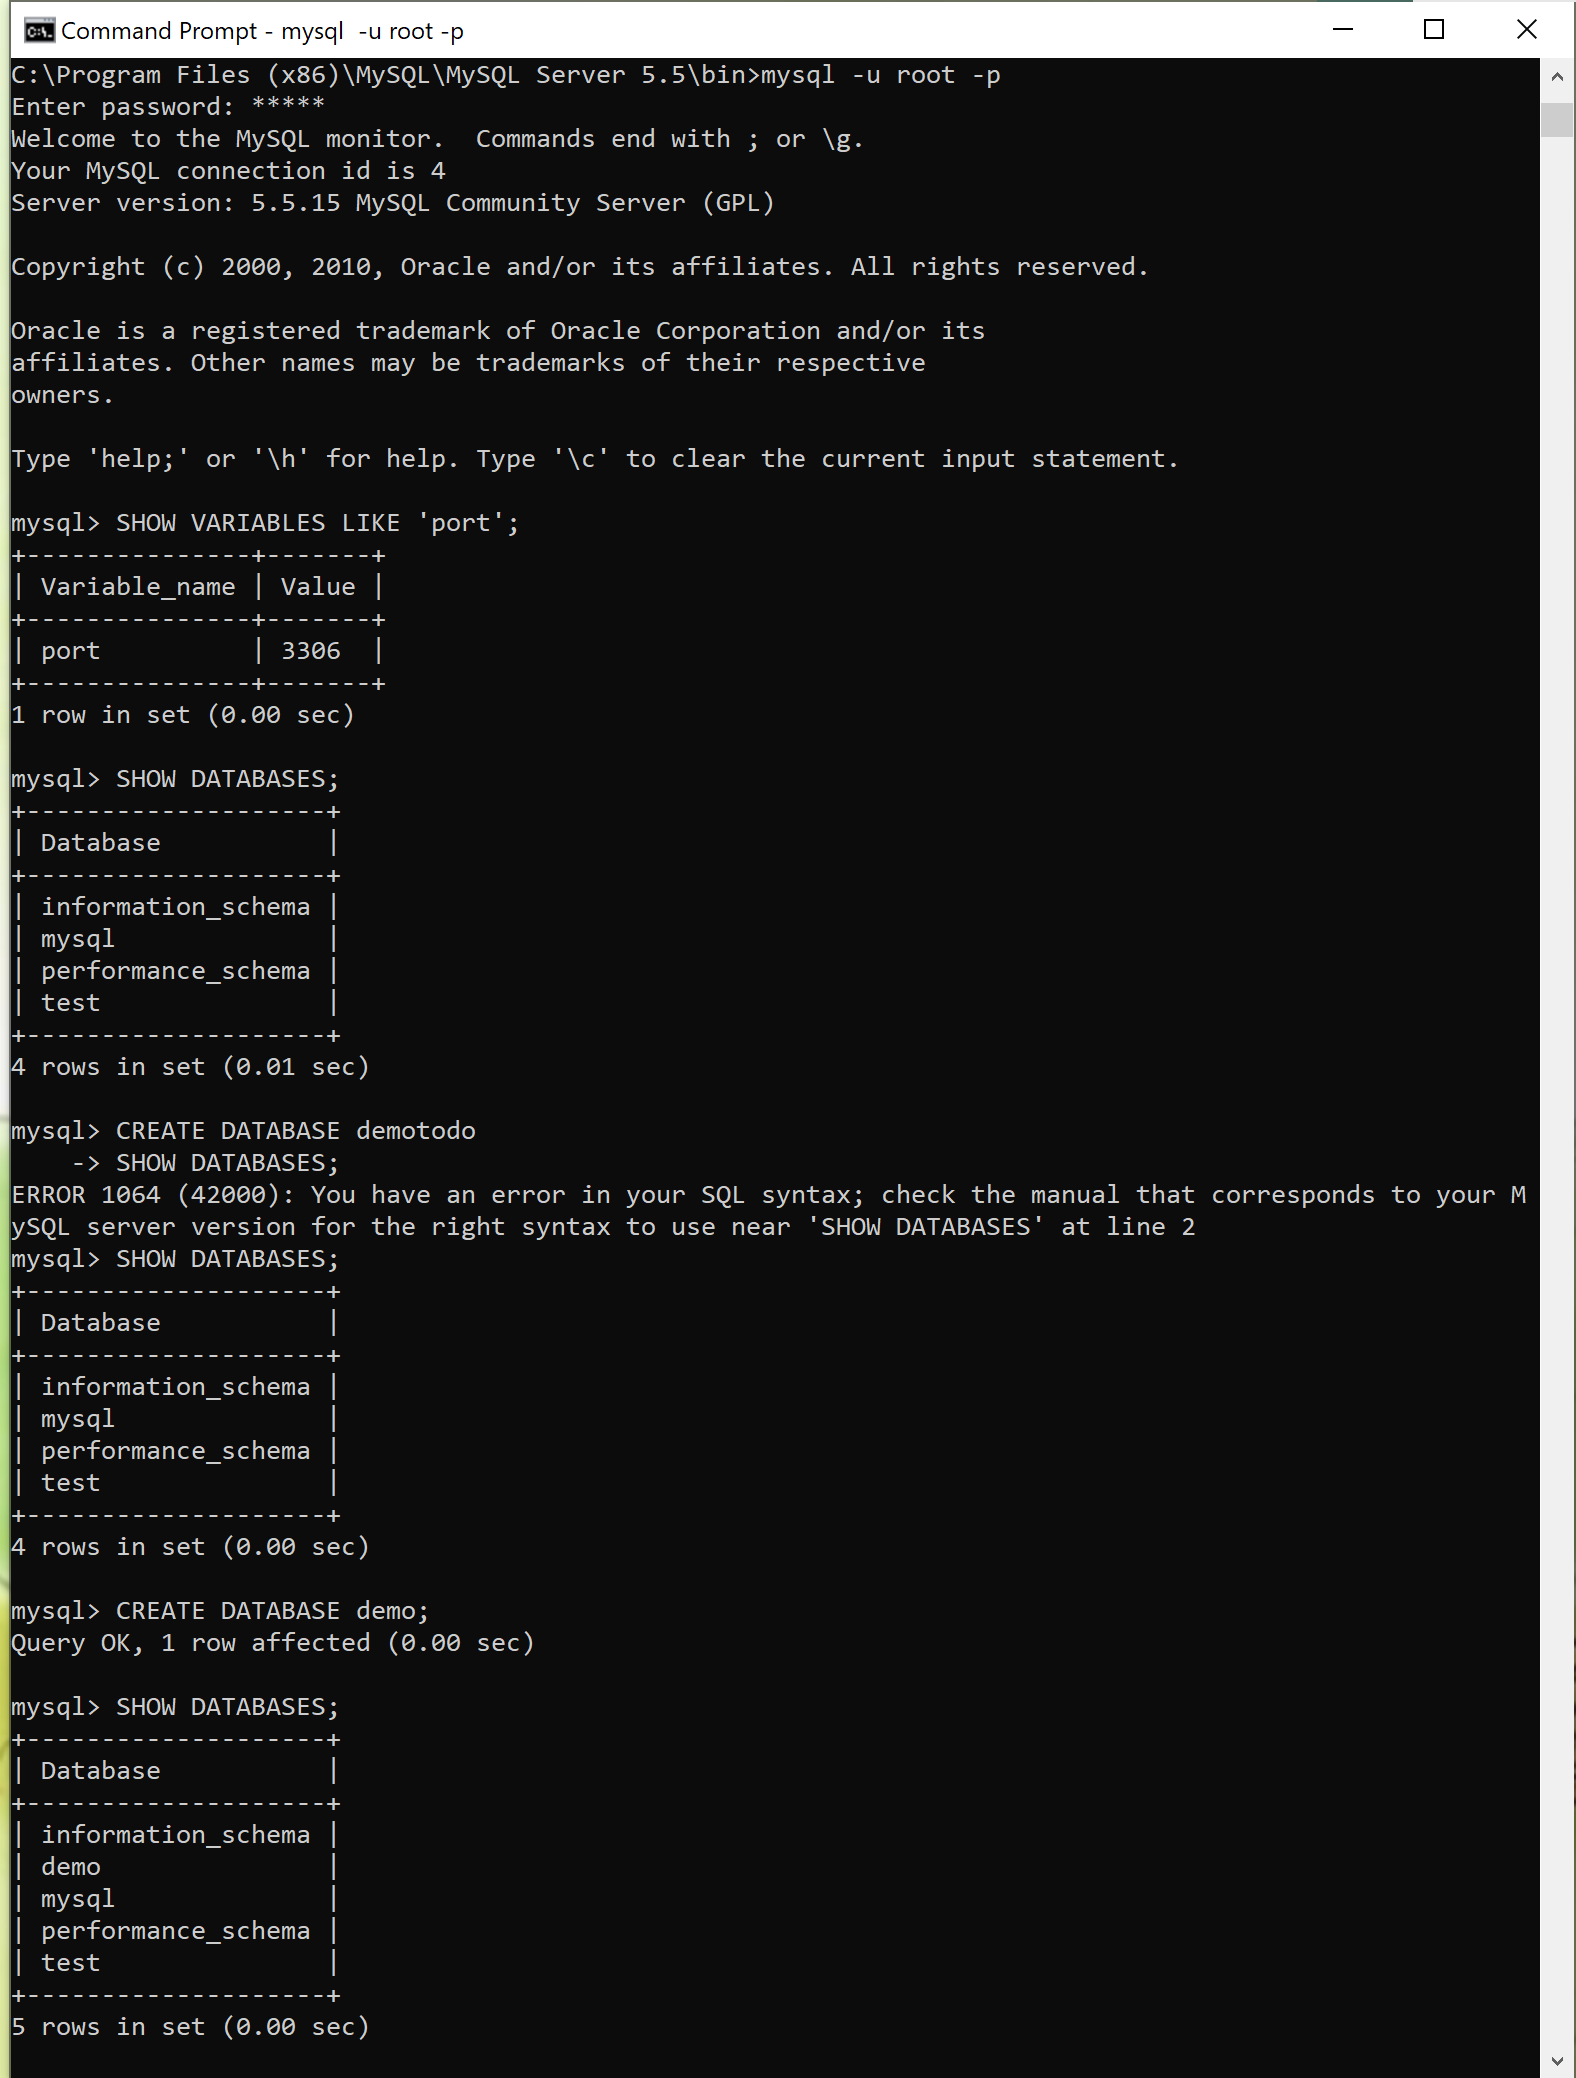 Command Prompt - mysql  -u root -p
C:\Program Files (x86)\MySQL\MySQL Server 5.5\bin>mysql -u root -p
Enter password: *****
Welcome to the MySQL monitor.  Commands end with ; or \g.
Your MySQL connection id is 4
Server version: 5.5.15 MySQL Community Server (GPL)

Copyright (c) 2000, 2010, Oracle and/or its affiliates. All rights reserved.

Oracle is a registered trademark of Oracle Corporation and/or its
affiliates. Other names may be trademarks of their respective
owners.

Type 'help;' or '\h' for help. Type '\c' to clear the current input statement.

mysql> SHOW VARIABLES LIKE 'port';
+---------------+-------+
| Variable_name | Value |
+---------------+-------+
| port          | 3306  |
+---------------+-------+
1 row in set (0.00 sec)

mysql> SHOW DATABASES;
+--------------------+
| Database           |
+--------------------+
| information_schema |
| mysql              |
| performance_schema |
| test               |
+--------------------+
4 rows in set (0.01 sec)

mysql> CREATE DATABASE demotodo
    -> SHOW DATABASES;
ERROR 1064 (42000): You have an error in your SQL syntax; check the manual that corresponds to your M
ySQL server version for the right syntax to use near 'SHOW DATABASES' at line 2
mysql> SHOW DATABASES;
+--------------------+
| Database           |
+--------------------+
| information_schema |
| mysql              |
| performance_schema |
| test               |
+--------------------+
4 rows in set (0.00 sec)

mysql> CREATE DATABASE demo;
Query OK, 1 row affected (0.00 sec)

mysql> SHOW DATABASES;
+--------------------+
| Database           |
+--------------------+
| information_schema |
| demo               |
| mysql              |
| performance_schema |
| test               |
+--------------------+
5 rows in set (0.00 sec)